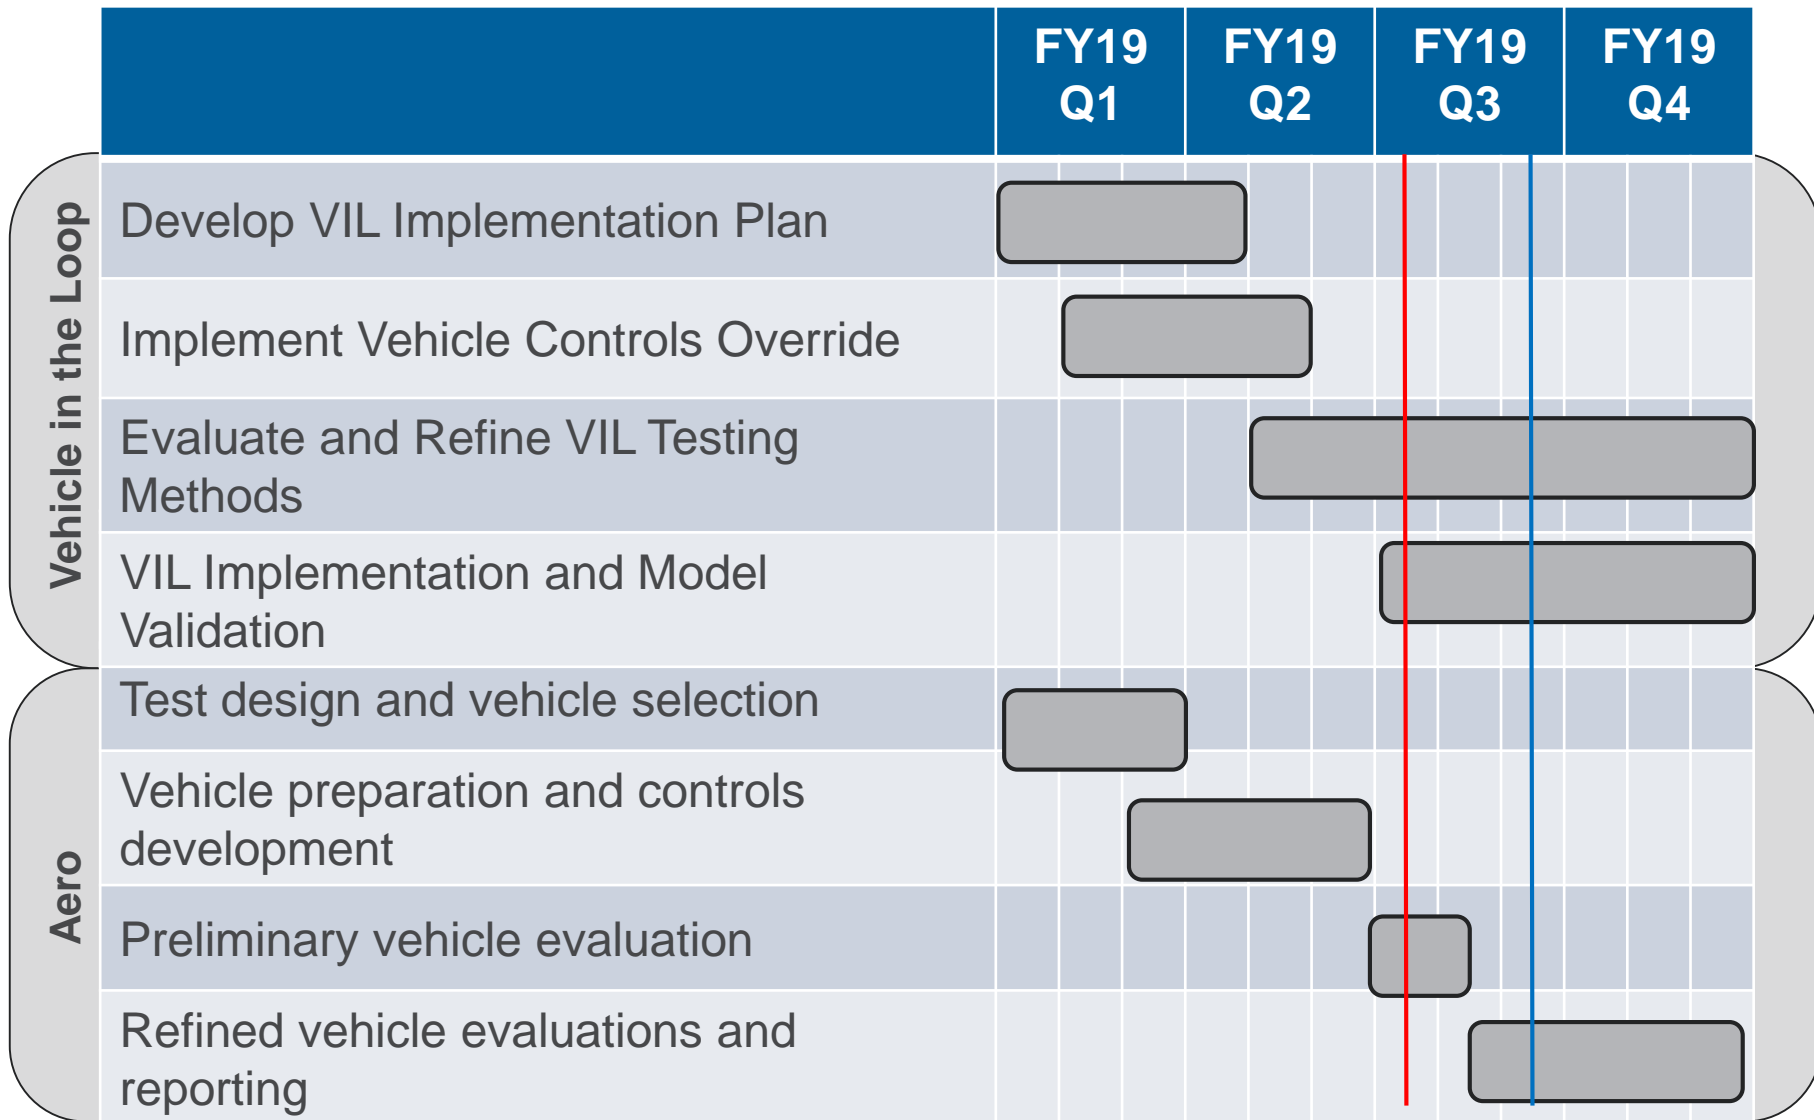 FY19
Q1
FY19
Q2
FY19
Q3
FY19
Q4
Vehicle in the Loop
Develop VIL Implementation Plan
Implement Vehicle Controls Override
Evaluate and Refine VIL Testing
Methods
VIL Implementation and Model
Validation
Aero
Test design and vehicle selection
Vehicle preparation and controls
development
Preliminary vehicle evaluation
Refined vehicle evaluations and
reporting